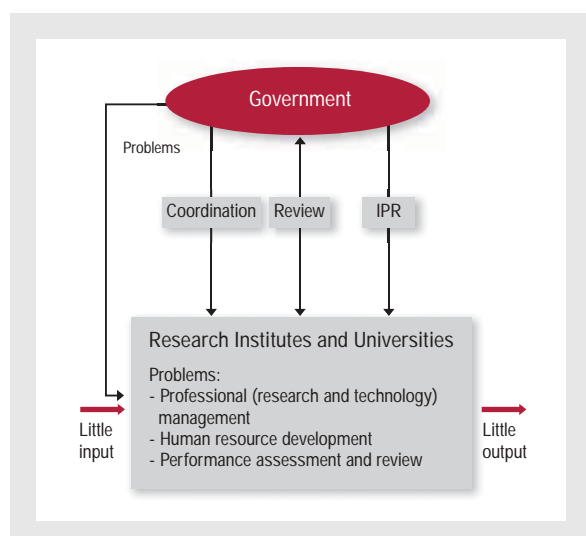 Government
Problems
Coordination
Review
IPR
Research Institutes and Universities
Problems:
- Professional (research and technology)
management
- Human resource development
- Performance assessment and review
Little
input
Little
output